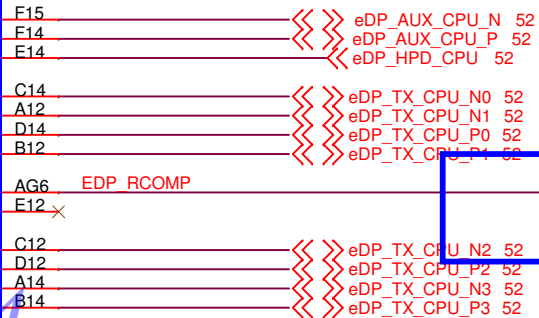 F15 eDP_AUX_CPU_N 52
F14 eDP_AUX_CPU_P 52
E14 eDP_HPD_CPU 52
C14 eDP_TX_CPU_N0 52
A12 eDP_TX_CPU_N1 52
D14 eDP_TX_CPU_P0 52
B12 eDP_TX_CPU_P1 52
AG6 EDP_RCOMP
E12
C12 eDP_TX_CPU_N2 52
D12 eDP_TX_CPU_P2 52
A14 eDP_TX_CPU_N3 52
B14 eDP_TX_CPU_P3 52